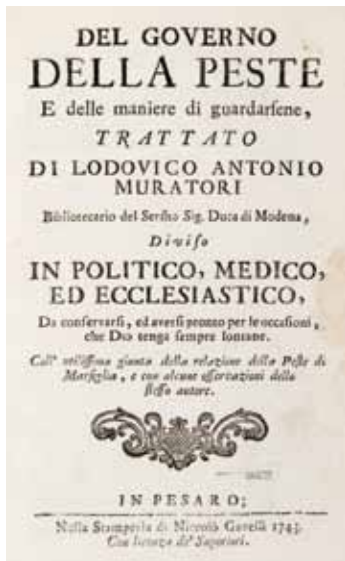 DEL GOVERNO
DELLA PESTE
E delle maniere di guardarſene,
TRATTATO
DI LODOVICO ANTONIO
MURATORI
Bibliotecario del Sereño Sig. Duca di Modena,
Diviſo
IN POLITICO, MEDICO,
ED ECCLESIASTICO,
Da conſervarſi, ed averſi pronto per le occaſioni,
che Dio tenga ſempre lontane.
Coll' utiliſſima giunta della relazione della Peſte di
Marſiglia, e con alcune oſſervazioni dello
ſteſſo autore.
IN PESARO;
Nella Stamperia di Niccolò Gavelli 1743.
Con licenza de' Superiori.